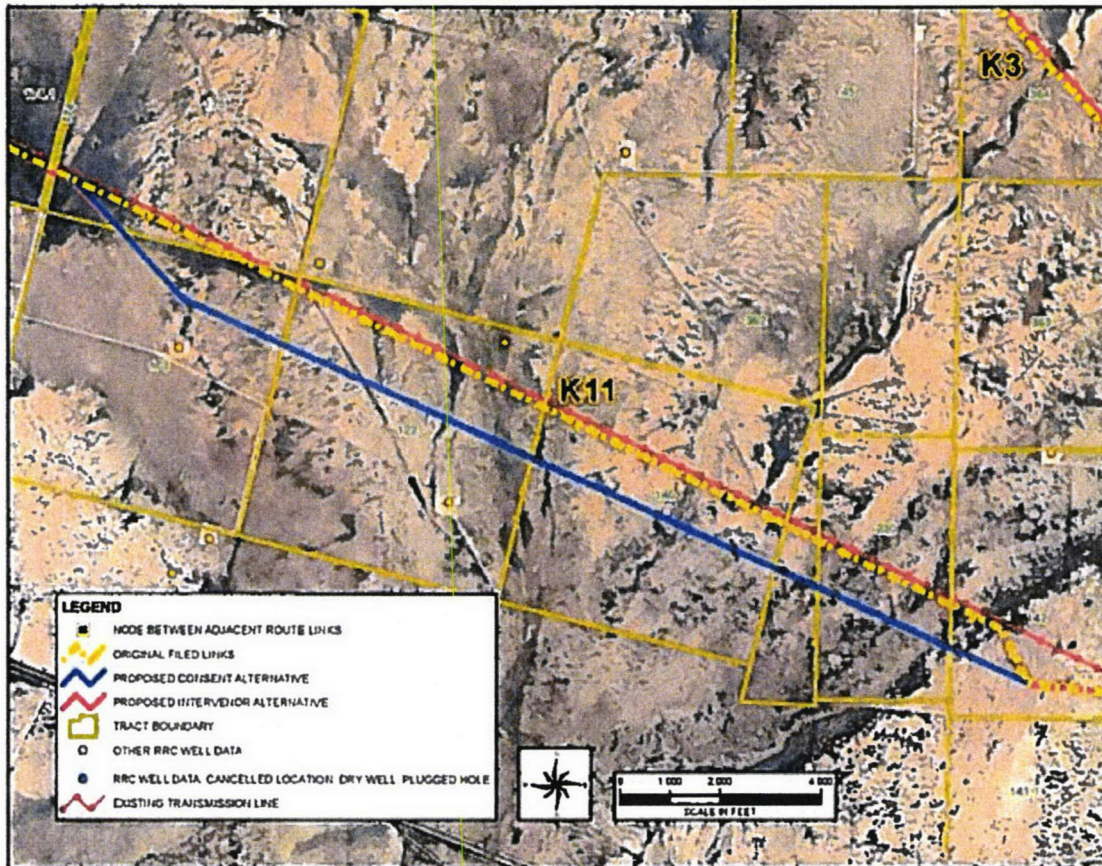 K3
K11
122
LEGEND
NODE BETWEEN ADJACENT ROUTE LINKS
ORIGINAL FILED LINKS
PROPOSED CONSENT ALTERNATIVE
PROPOSED INTERVENOR ALTERNATIVE
TRACT BOUNDARY
OTHER RRC WELL DATA
RRC WELL DATA CANCELLED LOCATION DRY WELL PLUGGED HOLE
EXISTING TRANSMISSION LINE
0 1 000 2 000 4 000
SCALE IN FEET